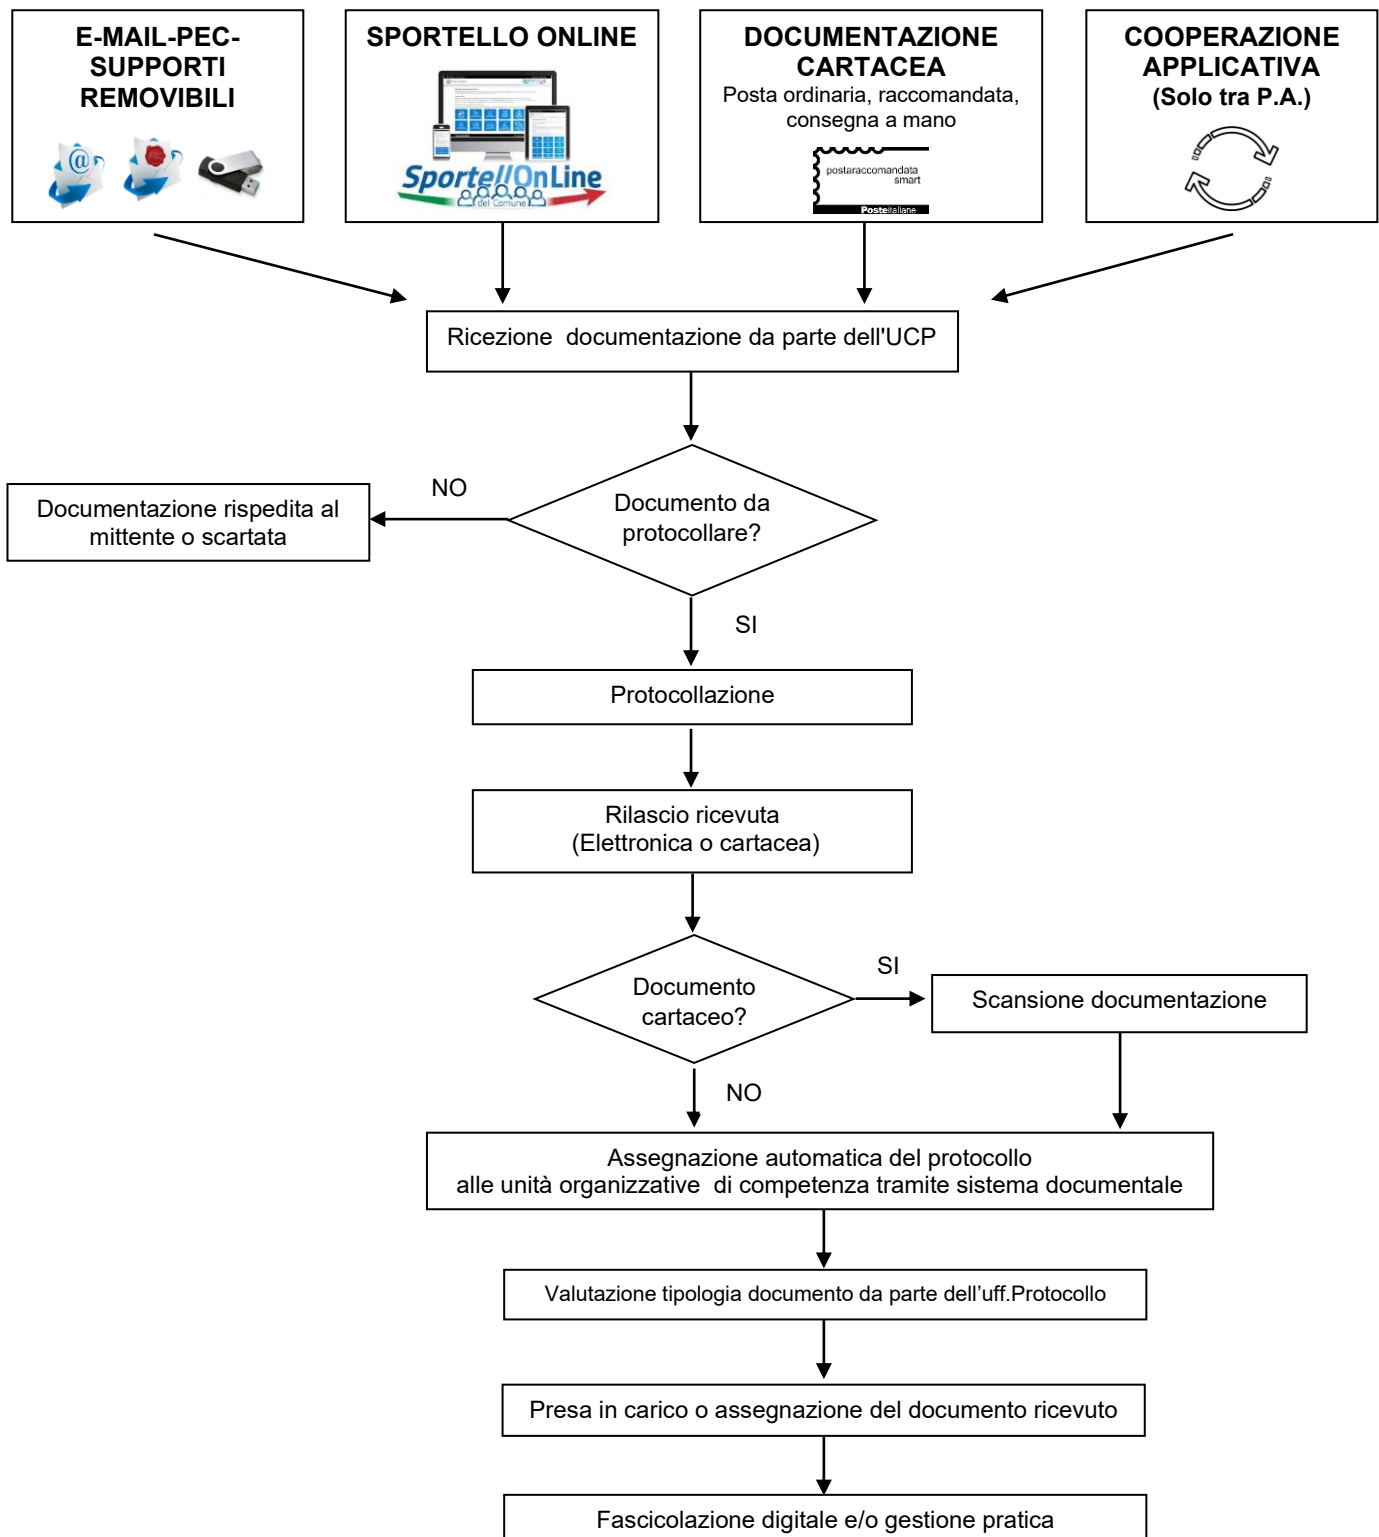 E-MAIL-PEC-
SUPPORTI
REMOVIBILI
@
SPORTELLO ONLINE
SportellOnLine
del Comune
DOCUMENTAZIONE
CARTACEA
Posta ordinaria, raccomandata,
consegna a mano
postaraccomandata
smart
Posteitaliane
COOPERAZIONE
APPLICATIVA
(Solo tra P.A.)
Ricezione documentazione da parte dell'UCP
NO
Documentazione rispedita al
mittente o scartata
Documento da
protocollare?
SI
Protocollazione
Rilascio ricevuta
(Elettronica o cartacea)
Documento
cartaceo?
SI
Scansione documentazione
NO
Assegnazione automatica del protocollo
alle unità organizzative di competenza tramite sistema documentale
Valutazione tipologia documento da parte dell’uff.Protocollo
Presa in carico o assegnazione del documento ricevuto
Fascicolazione digitale e/o gestione pratica